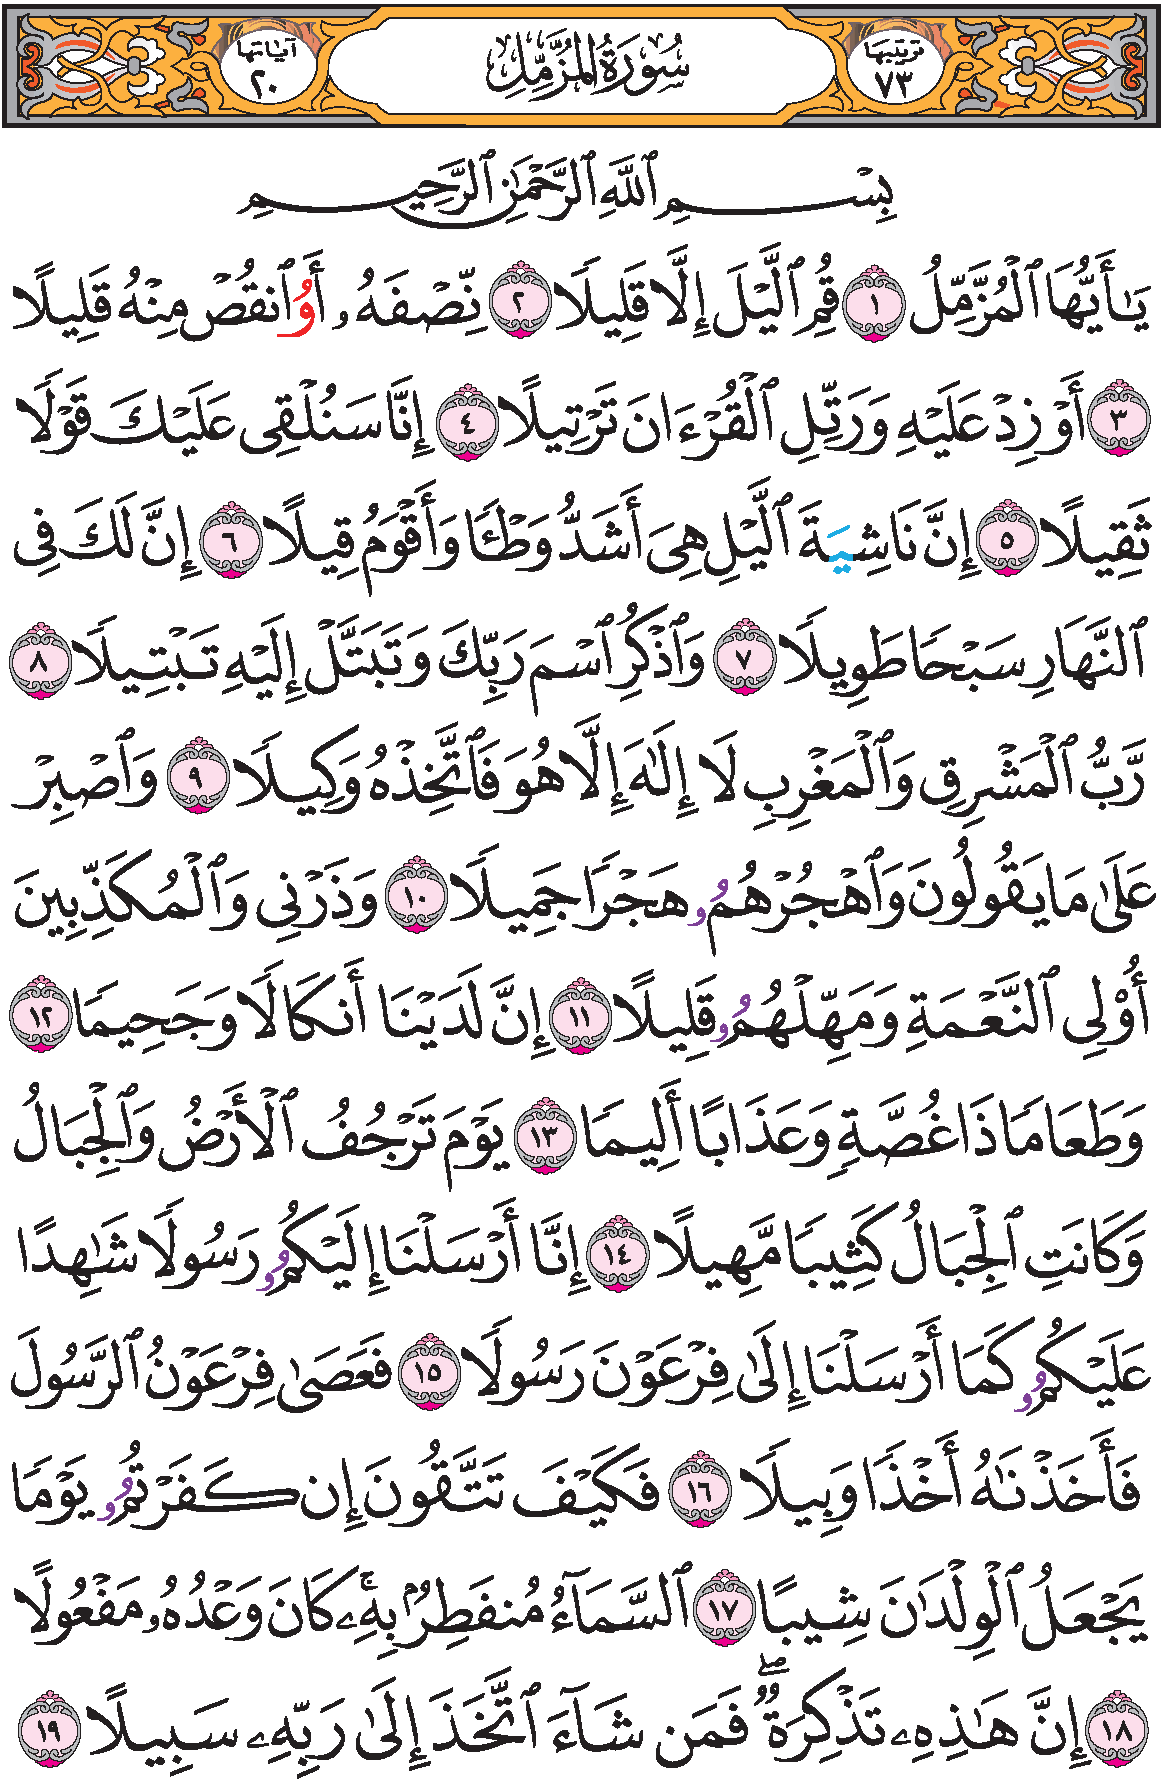 ترتيبها ٧٣ سُورَةُ الْمُزَّمِّلِ آياتها ٢٠
بِسْمِ ٱللَّهِ ٱلرَّحْمَٰنِ ٱلرَّحِيمِ
يَٰٓأَيُّهَا ٱلْمُزَّمِّلُ ١ قُمِ ٱلَّيْلَ إِلَّا قَلِيلًا ٢ نِّصْفَهُۥ أَوُ ٱنقُصْ مِنْهُ قَلِيلًا
٣ أَوْ زِدْ عَلَيْهِ وَرَتِّلِ ٱلْقُرْءَانَ تَرْتِيلًا ٤ إِنَّا سَنُلْقِى عَلَيْكَ قَوْلًا
ثَقِيلًا ٥ إِنَّ نَاشِيَةَ ٱلَّيْلِ هِىَ أَشَدُّ وَطْـًٔا وَأَقْوَمُ قِيلًا ٦ إِنَّ لَكَ فِى
ٱلنَّهَارِ سَبْحًا طَوِيلًا ٧ وَٱذْكُرِ ٱسْمَ رَبِّكَ وَتَبَتَّلْ إِلَيْهِ تَبْتِيلًا ٨
رَّبُّ ٱلْمَشْرِقِ وَٱلْمَغْرِبِ لَا إِلَٰهَ إِلَّا هُوَ فَٱتَّخِذْهُ وَكِيلًا ٩ وَٱصْبِرْ
عَلَىٰ مَا يَقُولُونَ وَٱهْجُرْهُمُۥ هَجْرًا جَمِيلًا ١٠ وَذَرْنِى وَٱلْمُكَذِّبِينَ
أُوْلِى ٱلنَّعْمَةِ وَمَهِّلْهُمُۥ قَلِيلًا ١١ إِنَّ لَدَيْنَا أَنكَالًا وَجَحِيمًا ١٢
وَطَعَامًا ذَا غُصَّةٍ وَعَذَابًا أَلِيمًا ١٣ يَوْمَ تَرْجُفُ ٱلْأَرْضُ وَٱلْجِبَالُ
وَكَانَتِ ٱلْجِبَالُ كَثِيبًا مَّهِيلًا ١٤ إِنَّا أَرْسَلْنَا إِلَيْكُمُۥ رَسُولًا شَٰهِدًا
عَلَيْكُمُۥ كَمَا أَرْسَلْنَا إِلَىٰ فِرْعَوْنَ رَسُولًا ١٥ فَعَصَىٰ فِرْعَوْنُ ٱلرَّسُولَ
فَأَخَذْنَٰهُ أَخْذًا وَبِيلًا ١٦ فَكَيْفَ تَتَّقُونَ إِن كَفَرْتُمُۥ يَوْمًا
يَجْعَلُ ٱلْوِلْدَٰنَ شِيبًا ١٧ ٱلسَّمَآءُ مُنفَطِرٌۢ بِهِۦۚ كَانَ وَعْدُهُۥ مَفْعُولًا
١٨ إِنَّ هَٰذِهِۦ تَذْكِرَةٌۖ فَمَن شَآءَ ٱتَّخَذَ إِلَىٰ رَبِّهِۦ سَبِيلًا ١٩